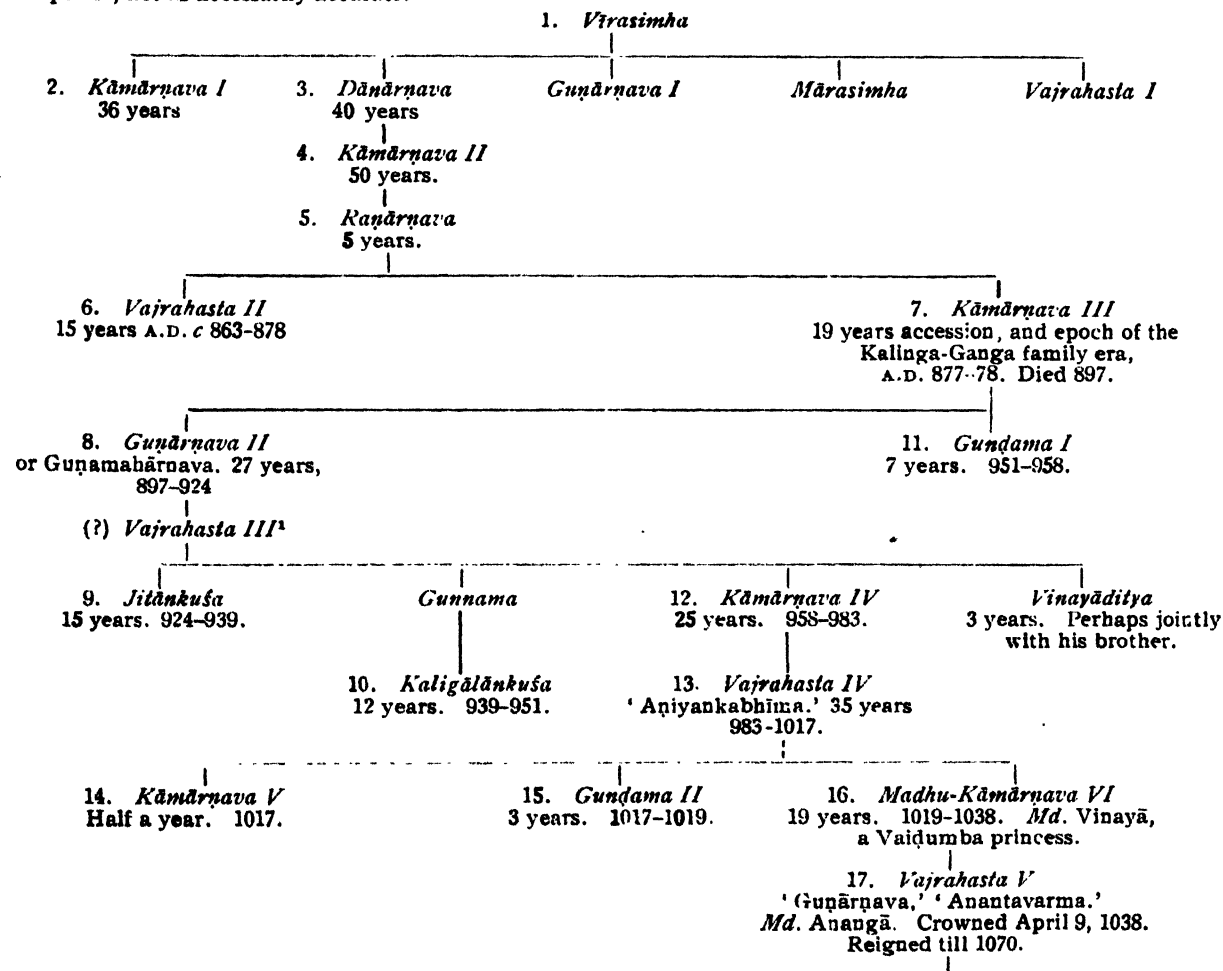 1. Vīrasimha
2. Kāmārṇava I
36 years
3. Dānārṇava
40 years
Guṇārṇava I
Mārasimha
Vajrahasta I
4. Kāmārṇava II
50 years.
5. Raṇārṇava
5 years.
6. Vajrahasta II
15 years A.D. c 863-878
7. Kāmārṇava III
19 years accession, and epoch of the
Kalinga-Ganga family era,
A.D. 877-78. Died 897.
8. Guṇārṇava II
or Guṇamahārnava. 27 years,
897-924
11. Guṇḍama I
7 years. 951-958.
(?) Vajrahasta III¹
9. Jitānkuśa
15 years. 924-939.
Gunnama
12. Kāmārṇava IV
25 years. 958-983.
Vinayāditya
3 years. Perhaps jointly
with his brother.
10. Kaligālānkuśa
12 years. 939-951.
13. Vajrahasta IV
‘ Aṇiyankabhīma.’ 35 years
983-1017.
14. Kāmārṇava V
Half a year. 1017.
15. Guṇḍama II
3 years. 1017-1019.
16. Madhu-Kāmārṇava VI
19 years. 1019-1038. Md. Vinayā,
a Vaiḍumba princess.
17. Vajrahasta V
‘ Guṇārṇava,’ ‘ Anantavarma.’
Md. Anangā. Crowned April 9, 1038.
Reigned till 1070.